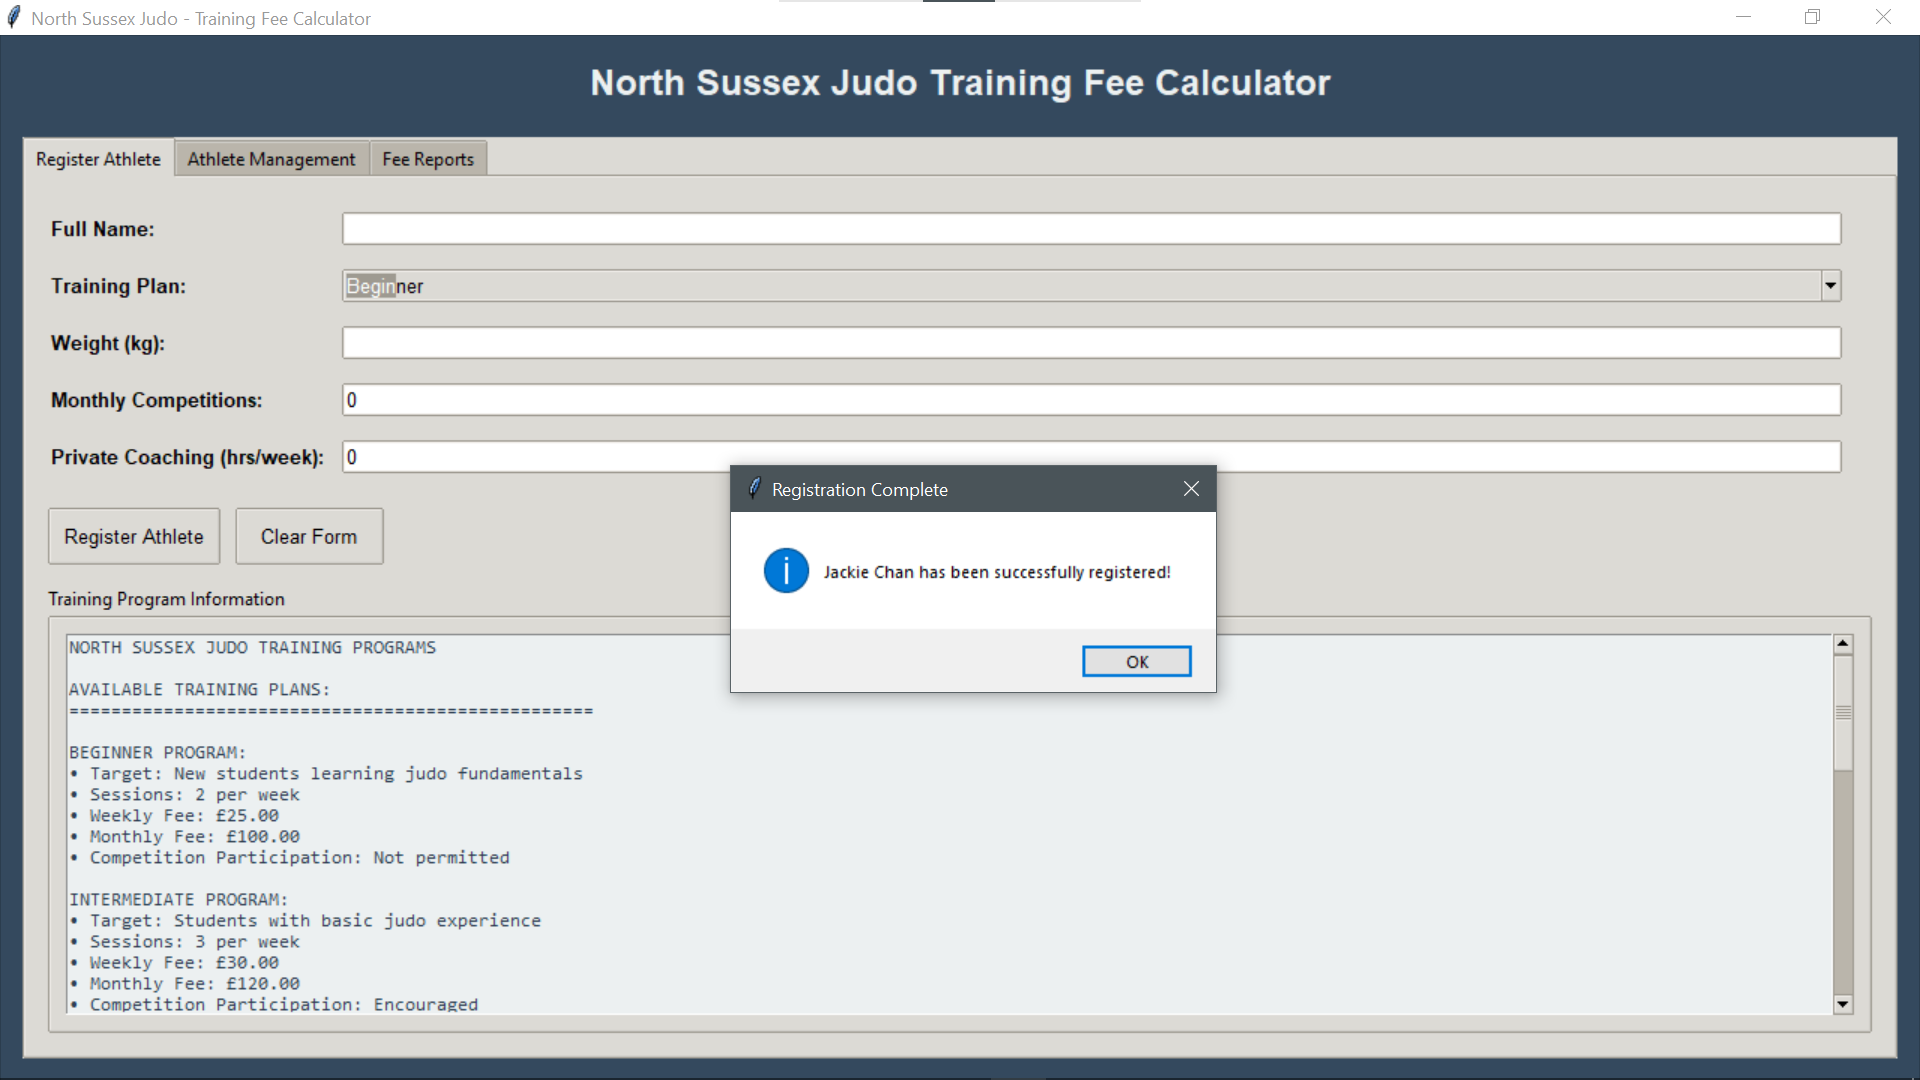 North Sussex Judo - Training Fee Calculator
North Sussex Judo Training Fee Calculator
Register Athlete Athlete Management Fee Reports
Full Name:
Training Plan: Beginner
Weight (kg):
Monthly Competitions: 0
Private Coaching (hrs/week): 0
Registration Complete
Jackie Chan has been successfully registered!
OK
Register Athlete Clear Form
Training Program Information
NORTH SUSSEX JUDO TRAINING PROGRAMS
AVAILABLE TRAINING PLANS:
==================================================
BEGINNER PROGRAM:
• Target: New students learning judo fundamentals
• Sessions: 2 per week
• Weekly Fee: £25.00
• Monthly Fee: £100.00
• Competition Participation: Not permitted
INTERMEDIATE PROGRAM:
• Target: Students with basic judo experience
• Sessions: 3 per week
• Weekly Fee: £30.00
• Monthly Fee: £120.00
• Competition Participation: Encouraged